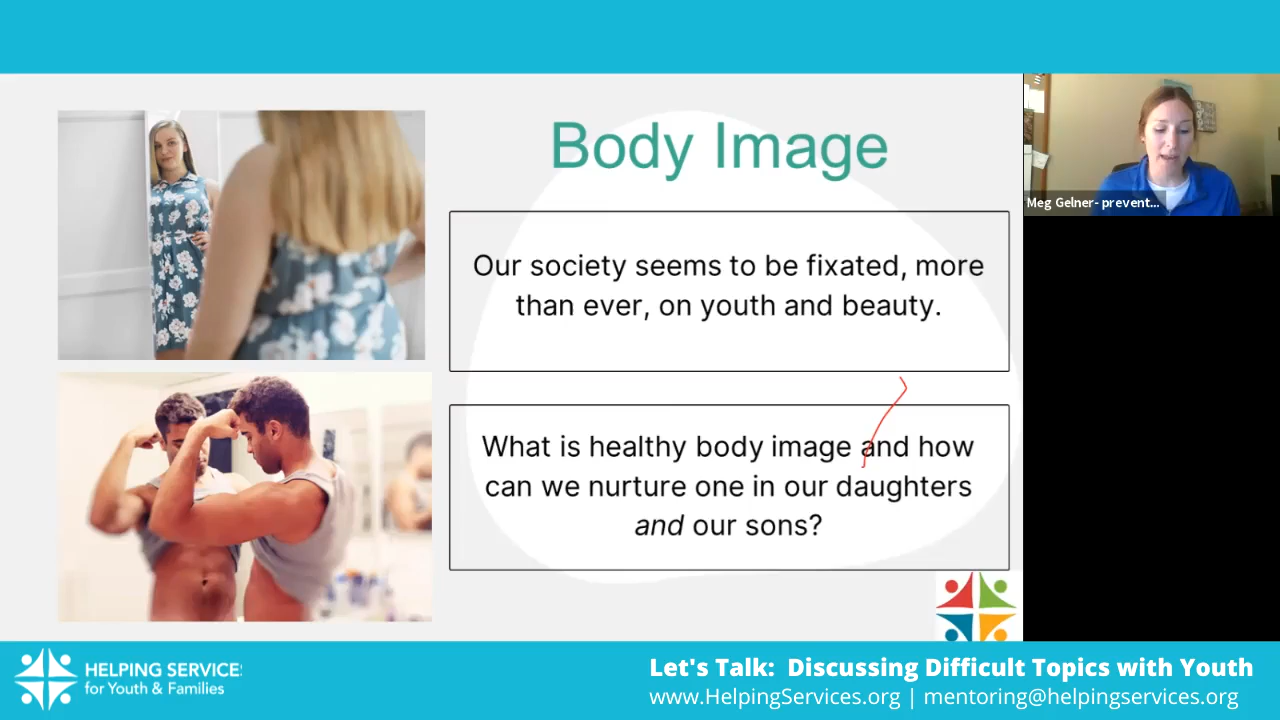 Body Image
Our society seems to be fixated, more
than ever, on youth and beauty.
What is healthy body image and how
can we nurture one in our daughters
and our sons?
Meg Gelner- prevent...
HELPING SERVICES
for Youth & Families
Let's Talk: Discussing Difficult Topics with Youth
www.HelpingServices.org | mentoring@helpingservices.org